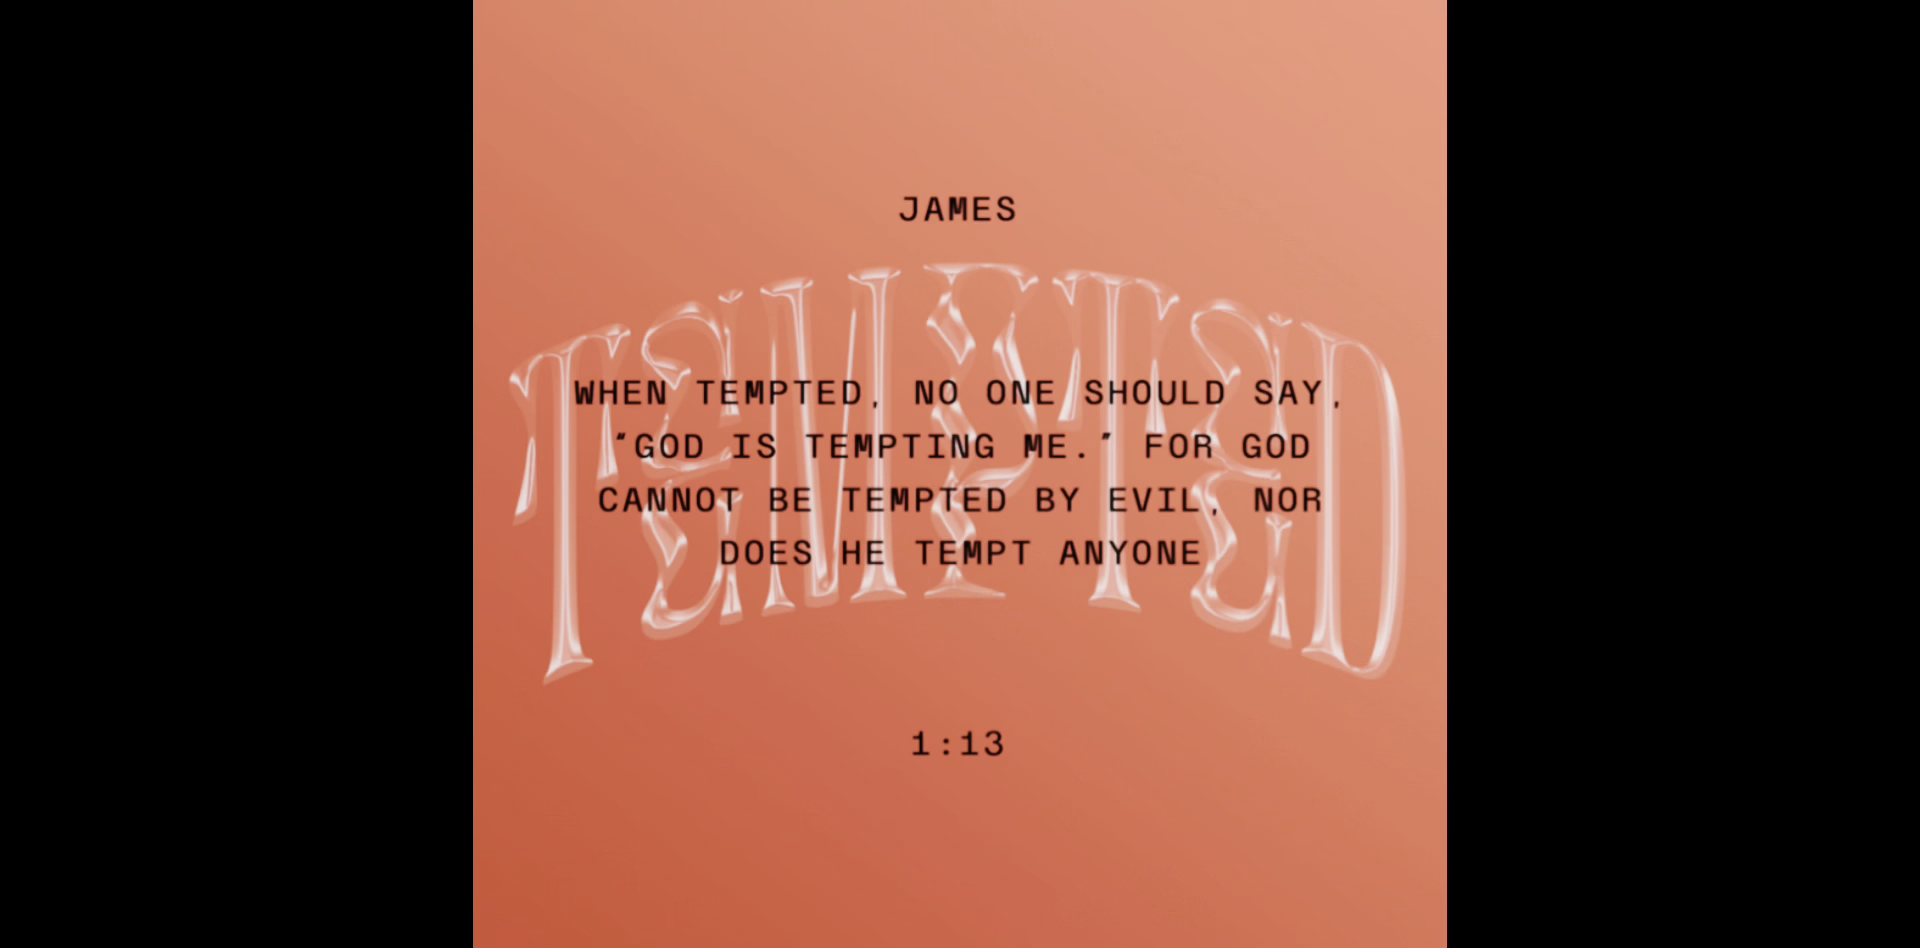 JAMES
TEMPTED
WHEN TEMPTED, NO ONE SHOULD SAY,
“GOD IS TEMPTING ME.” FOR GOD
CANNOT BE TEMPTED BY EVIL, NOR
DOES HE TEMPT ANYONE
1:13